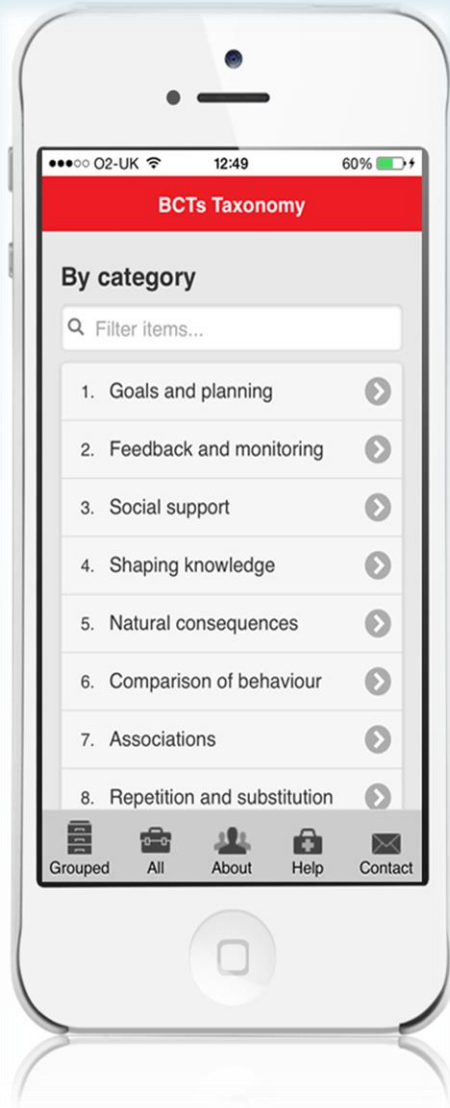 O2-UK 12:49 60%
BCTs Taxonomy
By category
Filter items...
1. Goals and planning
2. Feedback and monitoring
3. Social support
4. Shaping knowledge
5. Natural consequences
6. Comparison of behaviour
7. Associations
8. Repetition and substitution
Grouped All About Help Contact